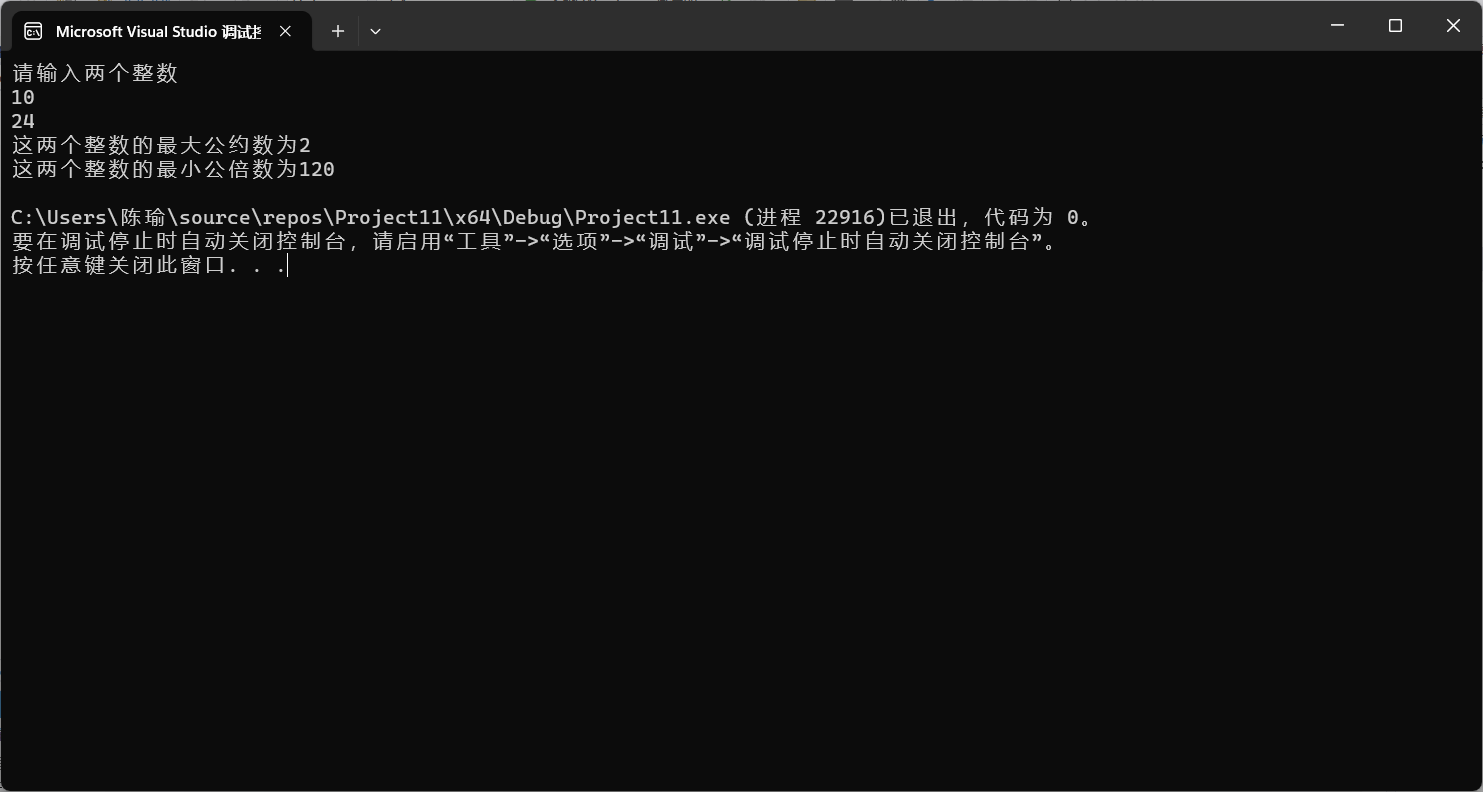 Microsoft Visual Studio 调试
请输入两个整数
10
24
这两个整数的最大公约数为2
这两个整数的最小公倍数为120
C:\Users\陈瑜\source\repos\Project11\x64\Debug\Project11.exe (进程 22916)已退出，代码为 0。
要在调试停止时自动关闭控制台，请启用“工具”->“选项”->“调试”->“调试停止时自动关闭控制台”。
按任意键关闭此窗口. . .